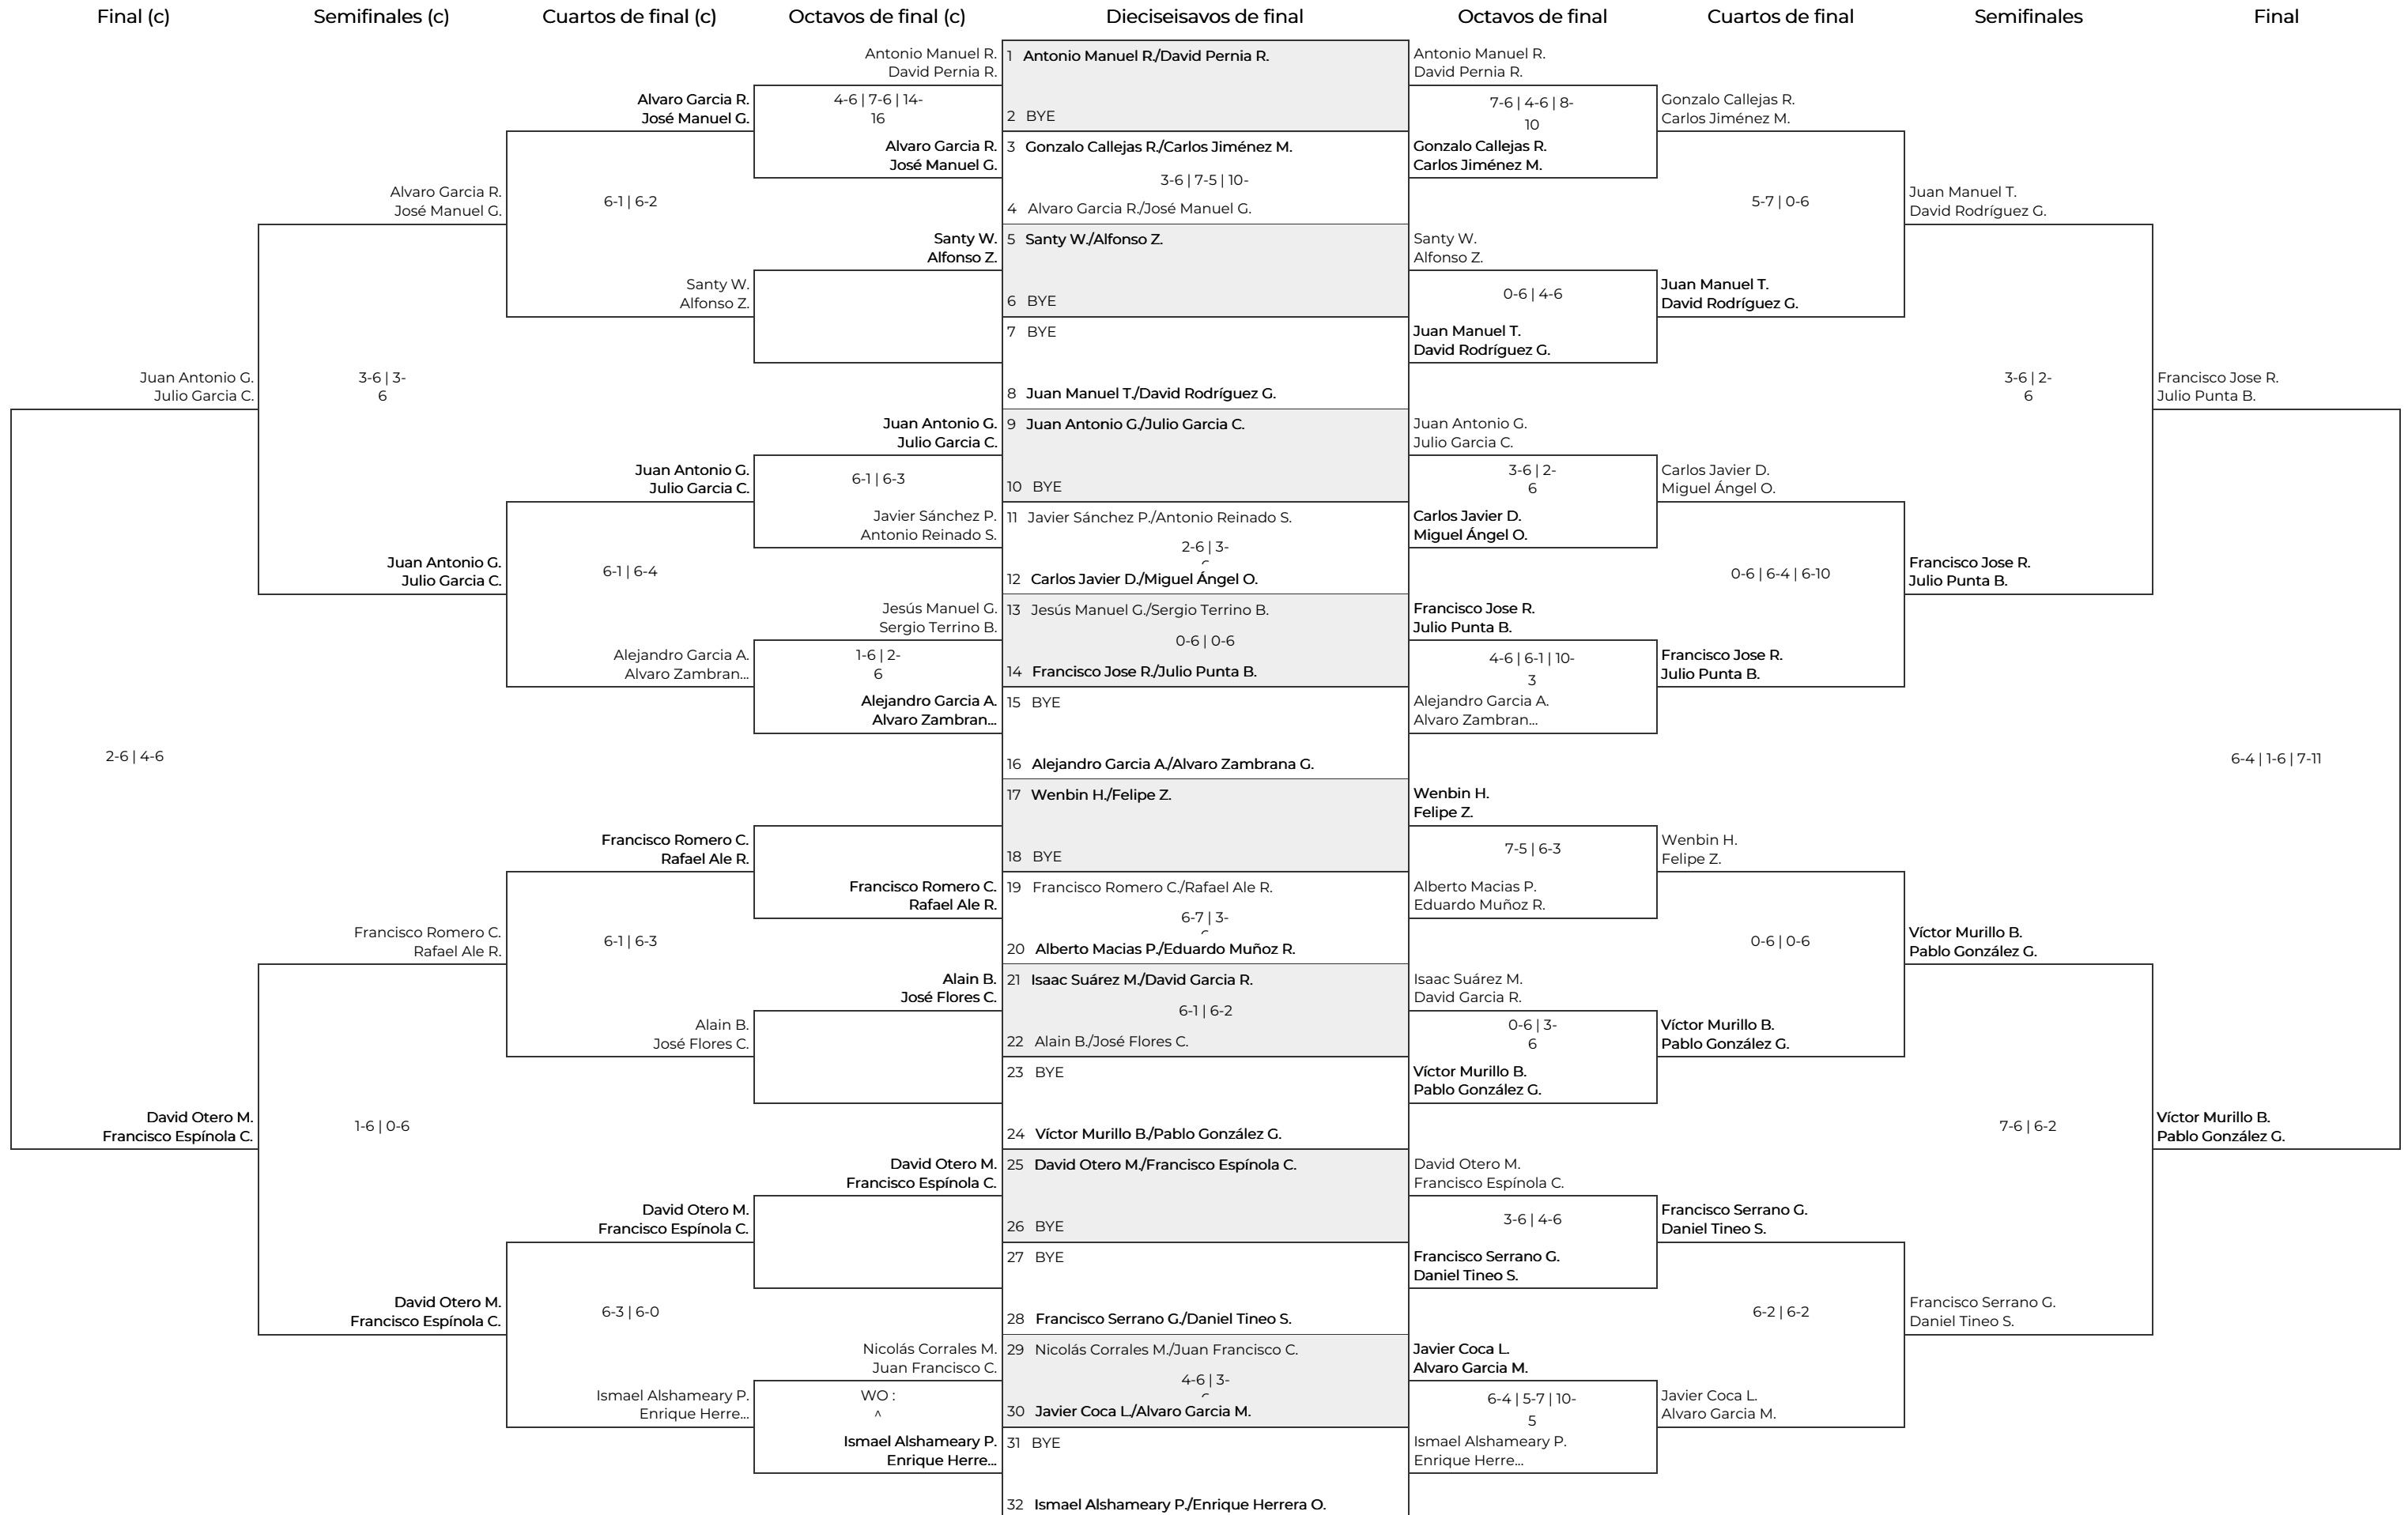 Final (c)
Semifinales (c)
Cuartos de final (c)
Octavos de final (c)
Dieciseisavos de final
Octavos de final
Cuartos de final
Semifinales
Final
Juan Antonio G.
Julio Garcia C.
2-6 | 4-6
David Otero M.
Francisco Espínola C.
Alvaro Garcia R.
José Manuel G.
3-6 | 3-
6
Juan Antonio G.
Julio Garcia C.
Francisco Romero C.
Rafael Ale R.
1-6 | 0-6
David Otero M.
Francisco Espínola C.
Alvaro Garcia R.
José Manuel G.
6-1 | 6-2
Santy W.
Alfonso Z.
Juan Antonio G.
Julio Garcia C.
6-1 | 6-4
Alejandro Garcia A.
Alvaro Zambran...
Francisco Romero C.
Rafael Ale R.
6-1 | 6-3
Alain B.
José Flores C.
David Otero M.
Francisco Espínola C.
6-3 | 6-0
Ismael Alshameary P.
Enrique Herre...
Antonio Manuel R.
David Pernia R.
4-6 | 7-6 | 14-
16
Alvaro Garcia R.
José Manuel G.
Santy W.
Alfonso Z.
Juan Antonio G.
Julio Garcia C.
6-1 | 6-3
Javier Sánchez P.
Antonio Reinado S.
Jesús Manuel G.
Sergio Terrino B.
1-6 | 2-
6
Alejandro Garcia A.
Alvaro Zambran...
Francisco Romero C.
Rafael Ale R.
Alain B.
José Flores C.
David Otero M.
Francisco Espínola C.
Nicolás Corrales M.
Juan Francisco C.
WO :
^
Ismael Alshameary P.
Enrique Herre...
1 Antonio Manuel R./David Pernia R.
2 BYE
3 Gonzalo Callejas R./Carlos Jiménez M.
3-6 | 7-5 | 10-
4 Alvaro Garcia R./José Manuel G.
5 Santy W./Alfonso Z.
6 BYE
7 BYE
8 Juan Manuel T./David Rodríguez G.
9 Juan Antonio G./Julio Garcia C.
10 BYE
11 Javier Sánchez P./Antonio Reinado S.
2-6 | 3-
12 Carlos Javier D./Miguel Ángel O.
13 Jesús Manuel G./Sergio Terrino B.
0-6 | 0-6
14 Francisco Jose R./Julio Punta B.
15 BYE
16 Alejandro Garcia A./Alvaro Zambrana G.
17 Wenbin H./Felipe Z.
18 BYE
19 Francisco Romero C./Rafael Ale R.
6-7 | 3-
20 Alberto Macias P./Eduardo Muñoz R.
21 Isaac Suárez M./David Garcia R.
6-1 | 6-2
22 Alain B./José Flores C.
23 BYE
24 Víctor Murillo B./Pablo González G.
25 David Otero M./Francisco Espínola C.
26 BYE
27 BYE
28 Francisco Serrano G./Daniel Tineo S.
29 Nicolás Corrales M./Juan Francisco C.
4-6 | 3-
30 Javier Coca L./Alvaro Garcia M.
31 BYE
32 Ismael Alshameary P./Enrique Herrera O.
Antonio Manuel R.
David Pernia R.
7-6 | 4-6 | 8-
10
Gonzalo Callejas R.
Carlos Jiménez M.
Santy W.
Alfonso Z.
0-6 | 4-6
Juan Manuel T.
David Rodríguez G.
Juan Antonio G.
Julio Garcia C.
3-6 | 2-
6
Carlos Javier D.
Miguel Ángel O.
Francisco Jose R.
Julio Punta B.
4-6 | 6-1 | 10-
3
Alejandro Garcia A.
Alvaro Zambran...
Wenbin H.
Felipe Z.
7-5 | 6-3
Alberto Macias P.
Eduardo Muñoz R.
Isaac Suárez M.
David Garcia R.
0-6 | 3-
6
Víctor Murillo B.
Pablo González G.
David Otero M.
Francisco Espínola C.
3-6 | 4-6
Francisco Serrano G.
Daniel Tineo S.
Javier Coca L.
Alvaro Garcia M.
6-4 | 5-7 | 10-
5
Ismael Alshameary P.
Enrique Herre...
Gonzalo Callejas R.
Carlos Jiménez M.
5-7 | 0-6
Juan Manuel T.
David Rodríguez G.
Carlos Javier D.
Miguel Ángel O.
0-6 | 6-4 | 6-10
Francisco Jose R.
Julio Punta B.
Wenbin H.
Felipe Z.
0-6 | 0-6
Víctor Murillo B.
Pablo González G.
Francisco Serrano G.
Daniel Tineo S.
6-2 | 6-2
Javier Coca L.
Alvaro Garcia M.
Juan Manuel T.
David Rodríguez G.
3-6 | 2-
6
Francisco Jose R.
Julio Punta B.
Víctor Murillo B.
Pablo González G.
7-6 | 6-2
Francisco Serrano G.
Daniel Tineo S.
Francisco Jose R.
Julio Punta B.
6-4 | 1-6 | 7-11
Víctor Murillo B.
Pablo González G.